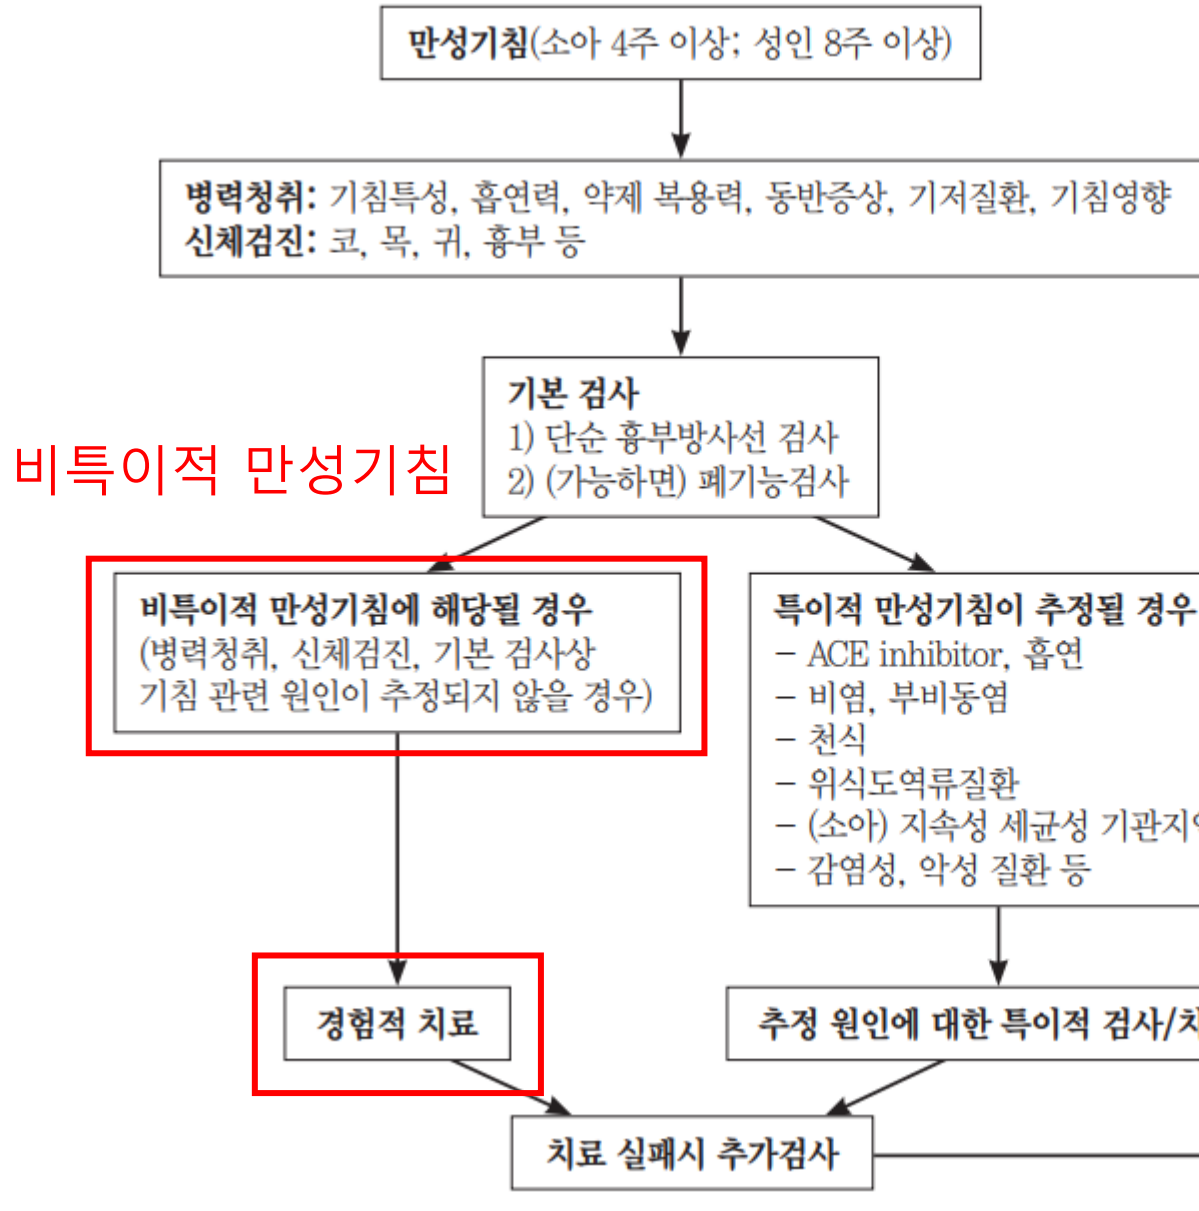 만성기침(소아 4주 이상; 성인 8주 이상)
병력청취: 기침특성, 흡연력, 약제 복용력, 동반증상, 기저질환, 기침영향
신체검진: 코, 목, 귀, 흉부 등
기본 검사
1) 단순 흉부방사선 검사
2) (가능하면) 폐기능검사
비특이적 만성기침
비특이적 만성기침에 해당될 경우
(병력청취, 신체검진, 기본 검사상
기침 관련 원인이 추정되지 않을 경우)
특이적 만성기침이 추정될 경우
– ACE inhibitor, 흡연
– 비염, 부비동염
– 천식
– 위식도역류질환
– (소아) 지속성 세균성
– 감염성, 악성 질환 등
경험적 치료
추정 원인에 대한 특이적 검사/
치료 실패시 추가검사